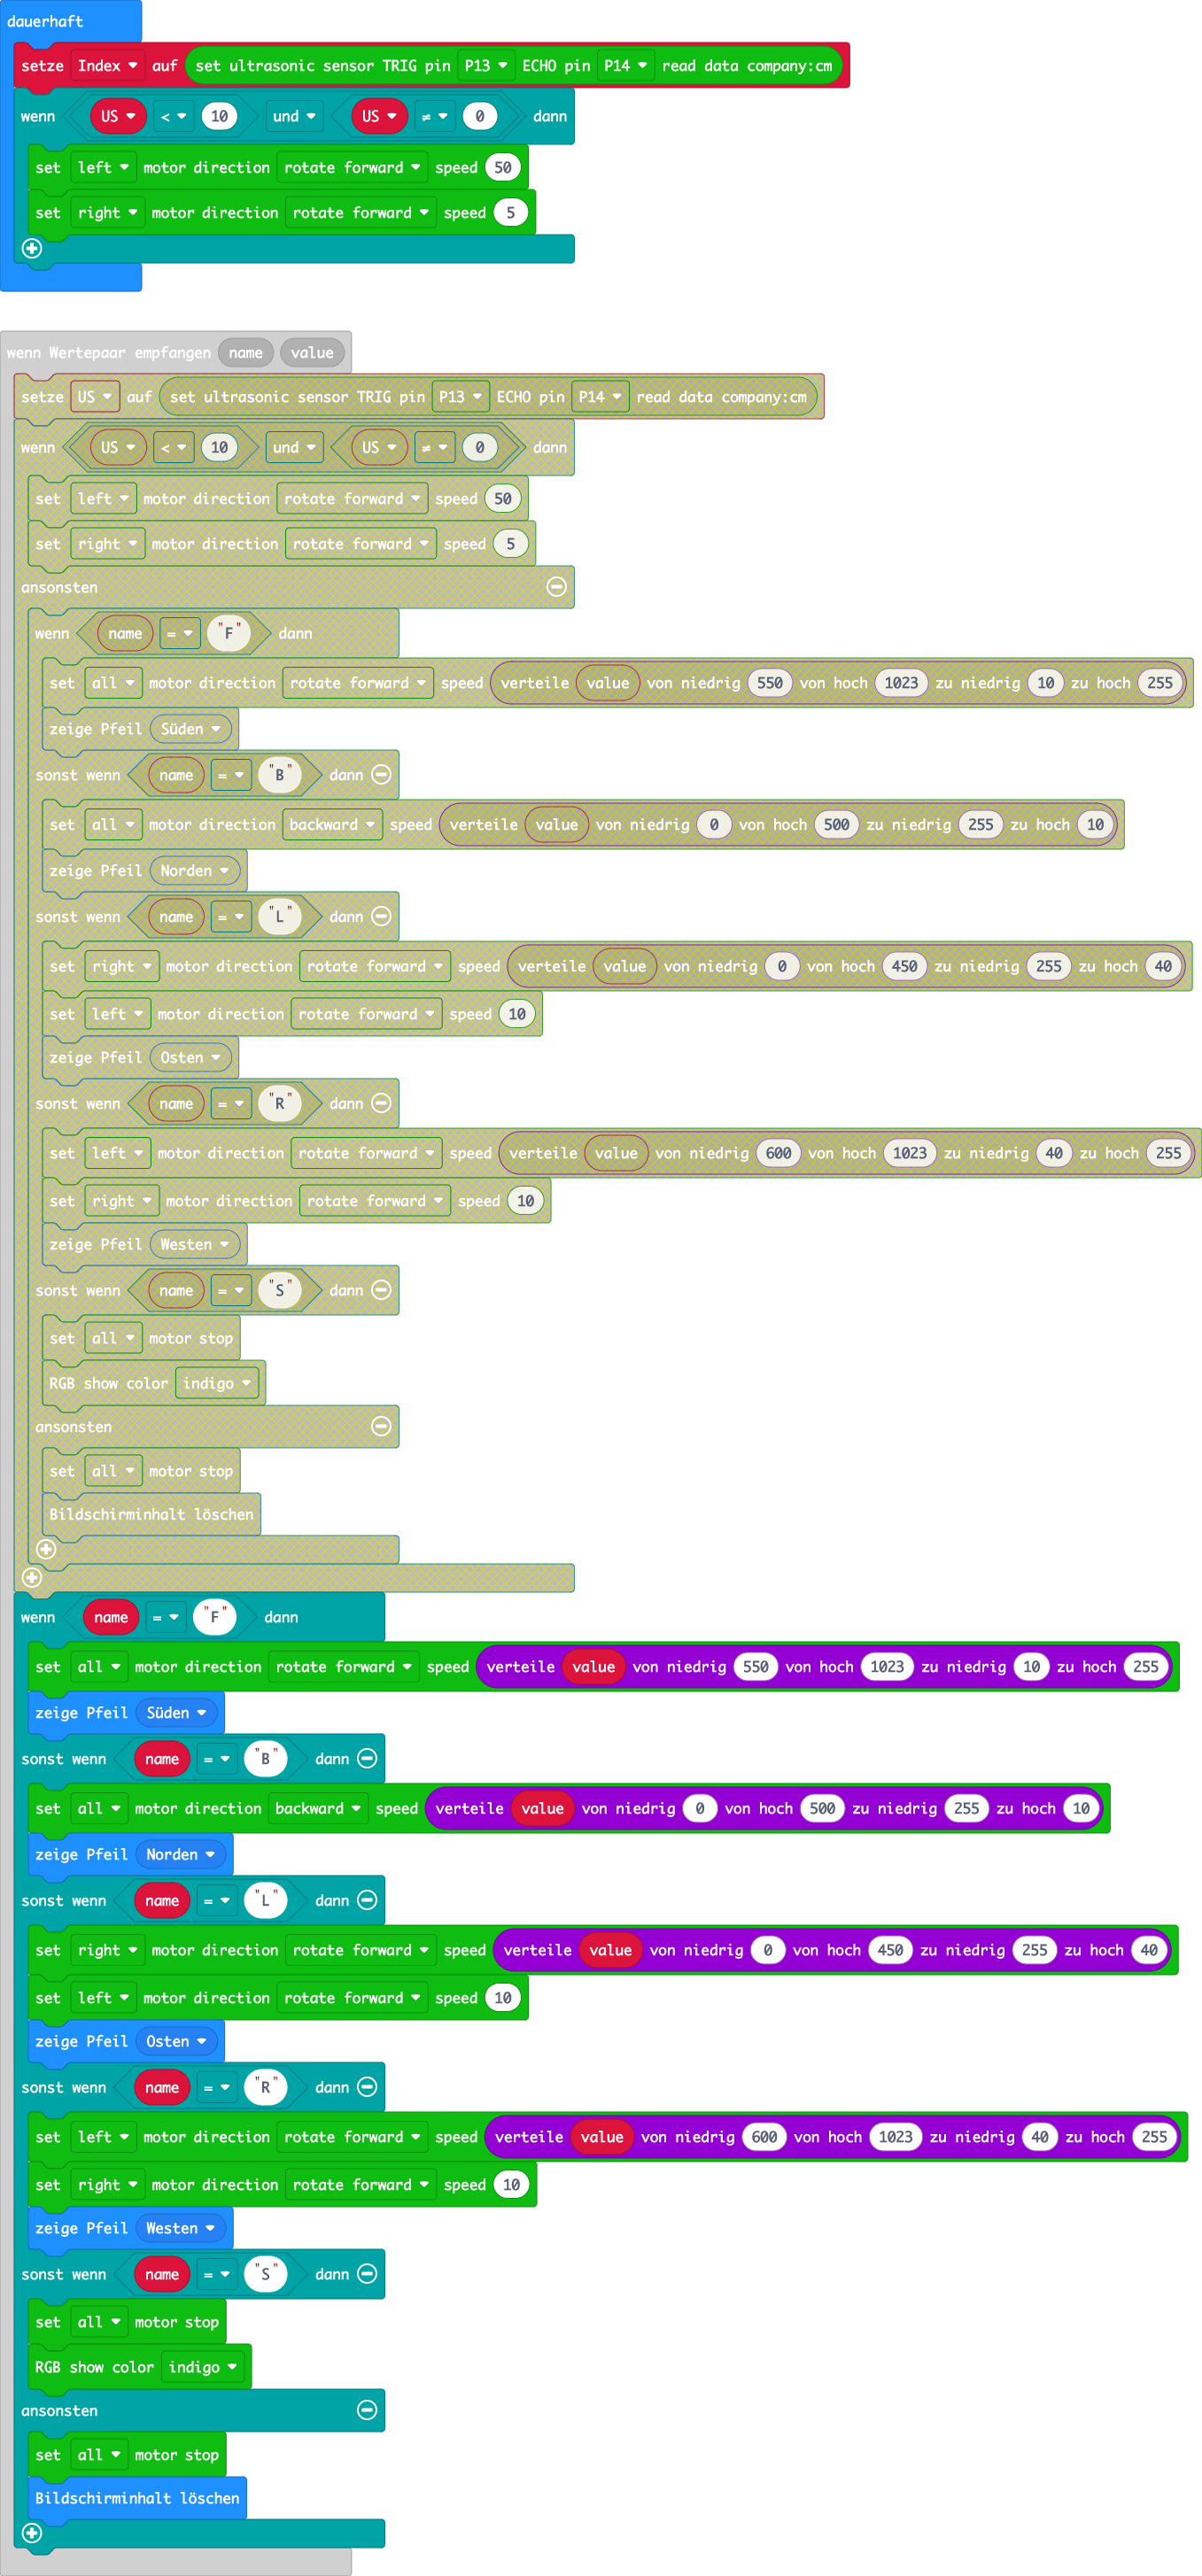 dauerhaft
setze Index auf set ultrasonic sensor TRIG pin P13 ECHO pin P14 read data company:cm
wenn US < 10 und US ≠ 0 dann
set left motor direction rotate forward speed 50
set right motor direction rotate forward speed 5
wenn Wertepaar empfangen name value
setze US auf set ultrasonic sensor TRIG pin P13 ECHO pin P14 read data company:cm
wenn US < 10 und US ≠ 0 dann
set left motor direction rotate forward speed 50
set right motor direction rotate forward speed 5
ansonsten
wenn name = "F" dann
set all motor direction rotate forward speed verteile value von niedrig 550 von hoch 1023 zu niedrig 10 zu hoch 255
zeige Pfeil Süden
sonst wenn name = "B" dann
set all motor direction backward speed verteile value von niedrig 0 von hoch 500 zu niedrig 255 zu hoch 10
zeige Pfeil Norden
sonst wenn name = "L" dann
set right motor direction rotate forward speed verteile value von niedrig 0 von hoch 450 zu niedrig 255 zu hoch 40
set left motor direction rotate forward speed 10
zeige Pfeil Osten
sonst wenn name = "R" dann
set left motor direction rotate forward speed verteile value von niedrig 600 von hoch 1023 zu niedrig 40 zu hoch 255
set right motor direction rotate forward speed 10
zeige Pfeil Westen
sonst wenn name = "S" dann
set all motor stop
RGB show color indigo
ansonsten
set all motor stop
Bildschirminhalt löschen
wenn name = "F" dann
set all motor direction rotate forward speed verteile value von niedrig 550 von hoch 1023 zu niedrig 10 zu hoch 255
zeige Pfeil Süden
sonst wenn name = "B" dann
set all motor direction backward speed verteile value von niedrig 0 von hoch 500 zu niedrig 255 zu hoch 10
zeige Pfeil Norden
sonst wenn name = "L" dann
set right motor direction rotate forward speed verteile value von niedrig 0 von hoch 450 zu niedrig 255 zu hoch 40
set left motor direction rotate forward speed 10
zeige Pfeil Osten
sonst wenn name = "R" dann
set left motor direction rotate forward speed verteile value von niedrig 600 von hoch 1023 zu niedrig 40 zu hoch 255
set right motor direction rotate forward speed 10
zeige Pfeil Westen
sonst wenn name = "S" dann
set all motor stop
RGB show color indigo
ansonsten
set all motor stop
Bildschirminhalt löschen